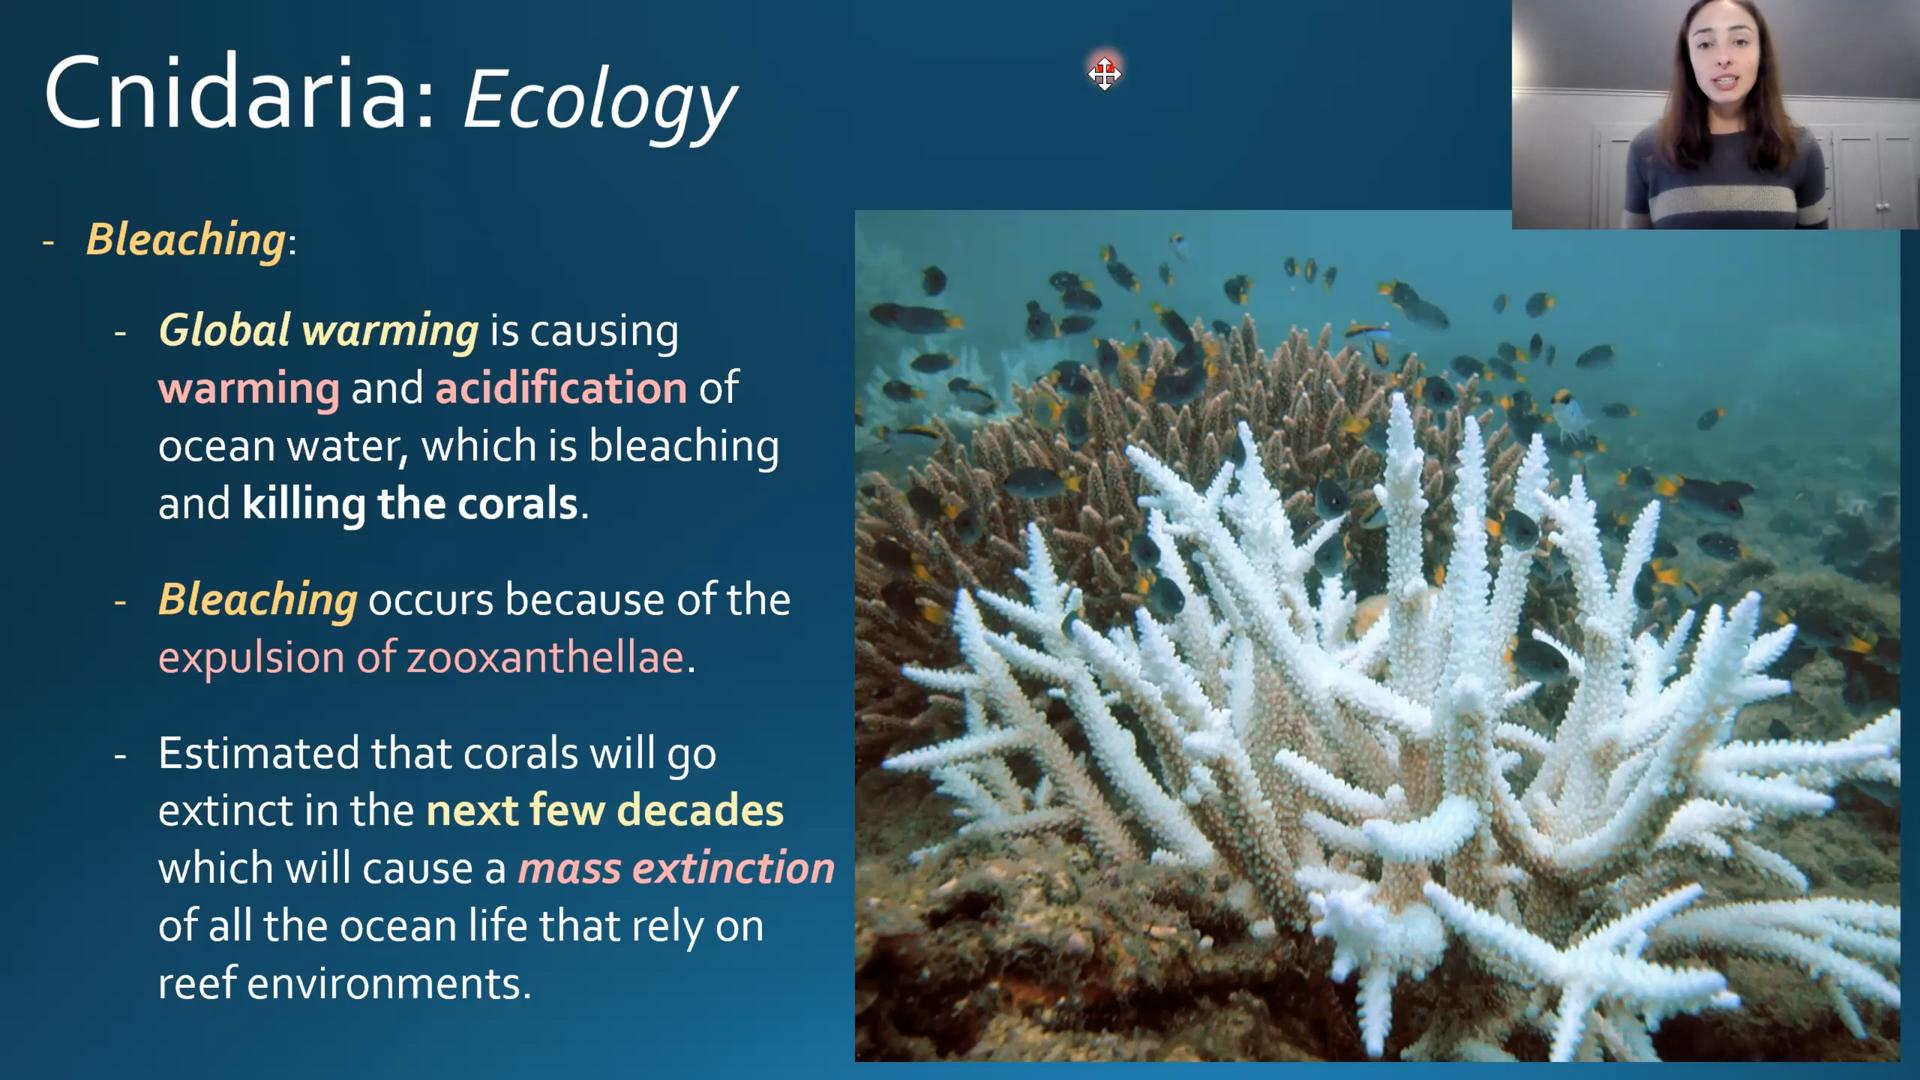 Cnidaria: Ecology
- Bleaching:
- Global warming is causing
warming and acidification of
ocean water, which is bleaching
and killing the corals.
- Bleaching occurs because of the
expulsion of zooxanthellae.
- Estimated that corals will go
extinct in the next few decades
which will cause a mass extinction
of all the ocean life that rely on
reef environments.